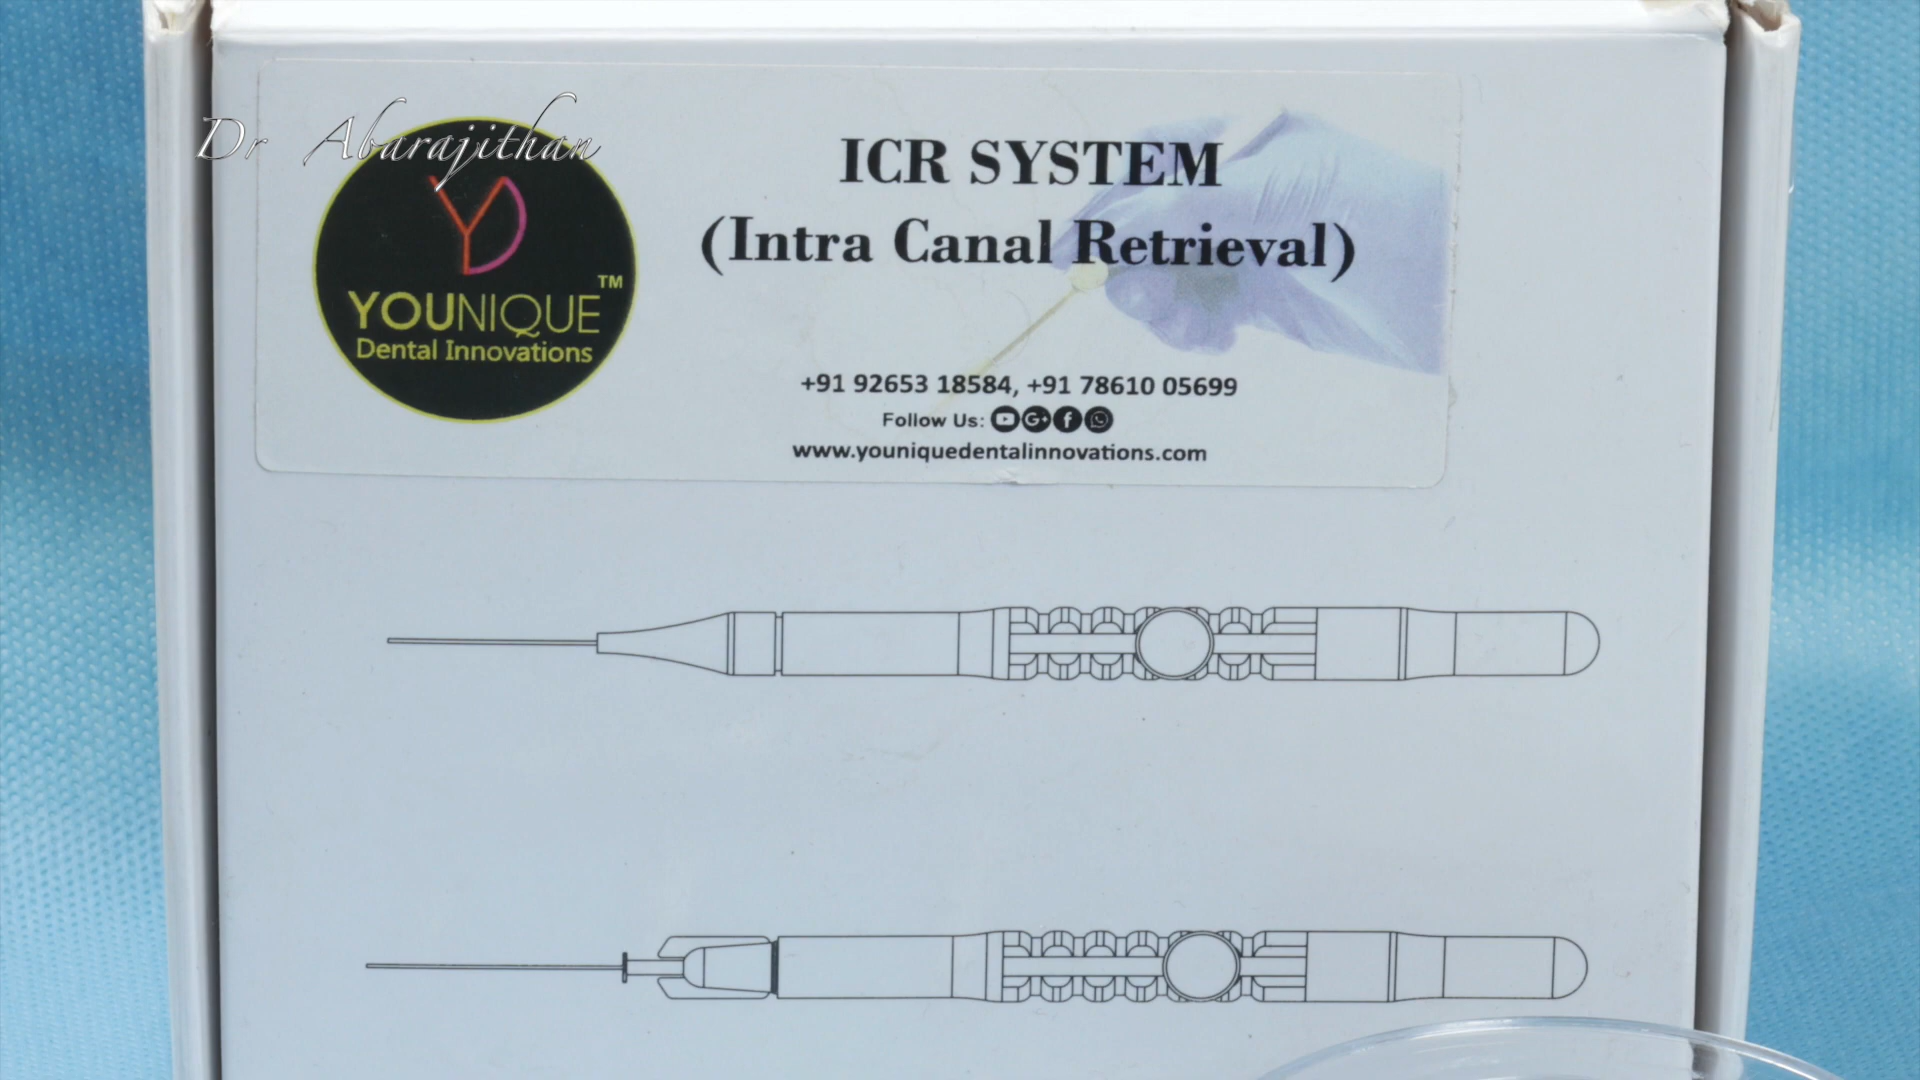 Dr Abarajithan
YD
YOUNIQUE™
Dental Innovations
ICR SYSTEM
(Intra Canal Retrieval)
+91 92653 18584, +91 78610 05699
Follow Us:
www.youniquedentalinnovations.com